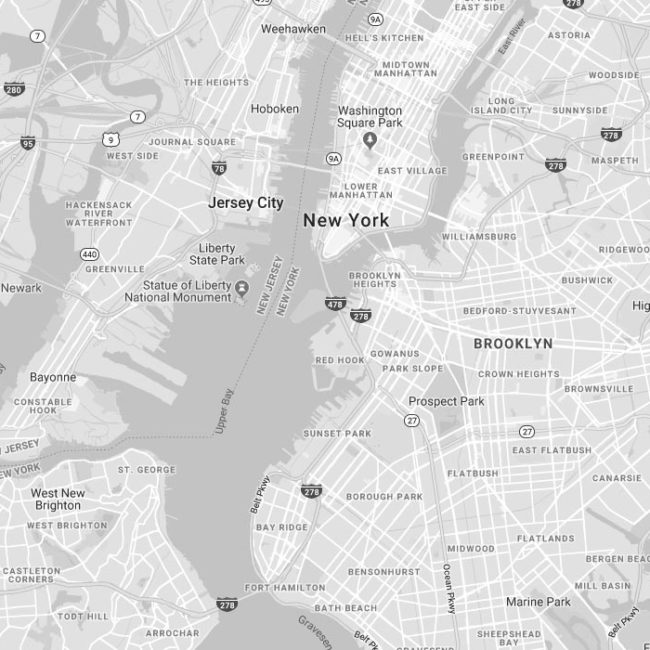 495
9A
UPPER
EAST SIDE
278
Weehawken
7
HELL'S KITCHEN
East River
ASTORIA
MIDTOWN
MANHATTAN
WOODSIDE
280
THE HEIGHTS
LONG
ISLAND CITY
SUNNYSIDE
Hoboken
Washington
Square Park
7
278
95
9
JOURNAL SQUARE
WEST SIDE
9A
GREENPOINT
278
MASPETH
78
EAST VILLAGE
LOWER
MANHATTAN
Jersey City
HACKENSACK
RIVER
WATERFRONT
New York
WILLIAMSBURG
440
Liberty
State Park
RIDGEWOO
GREENVILLE
NEW JERSEY
NEW YORK
BROOKLYN
HEIGHTS
BUSHWICK
Newark
Statue of Liberty
National Monument
478
278
BEDFORD-STUYVESANT
Hig
BROOKLYN
RED HOOK
GOWANUS
PARK SLOPE
CROWN HEIGHTS
Bayonne
BROWNSVILLE
CONSTABLE
HOOK
Upper Bay
Prospect Park
27
27
SUNSET PARK
JERSEY
EW YORK
EAST FLATBUSH
ST. GEORGE
FLATBUSH
CANARSIE
West New
Brighton
Belt Pkwy
278
BOROUGH PARK
WEST BRIGHTON
BAY RIDGE
FLATLANDS
MIDWOOD
BERGEN BEAC
CASTLETON
CORNERS
BENSONHURST
FORT HAMILTON
Ocean Pkwy
MILL BASIN
278
BATH BEACH
Marine Park
TODT HILL
Gravesen
Belt Pk
Belt Pkwy
ARROCHAR
SHEEPSHEAD
BAY
GRAVESEND